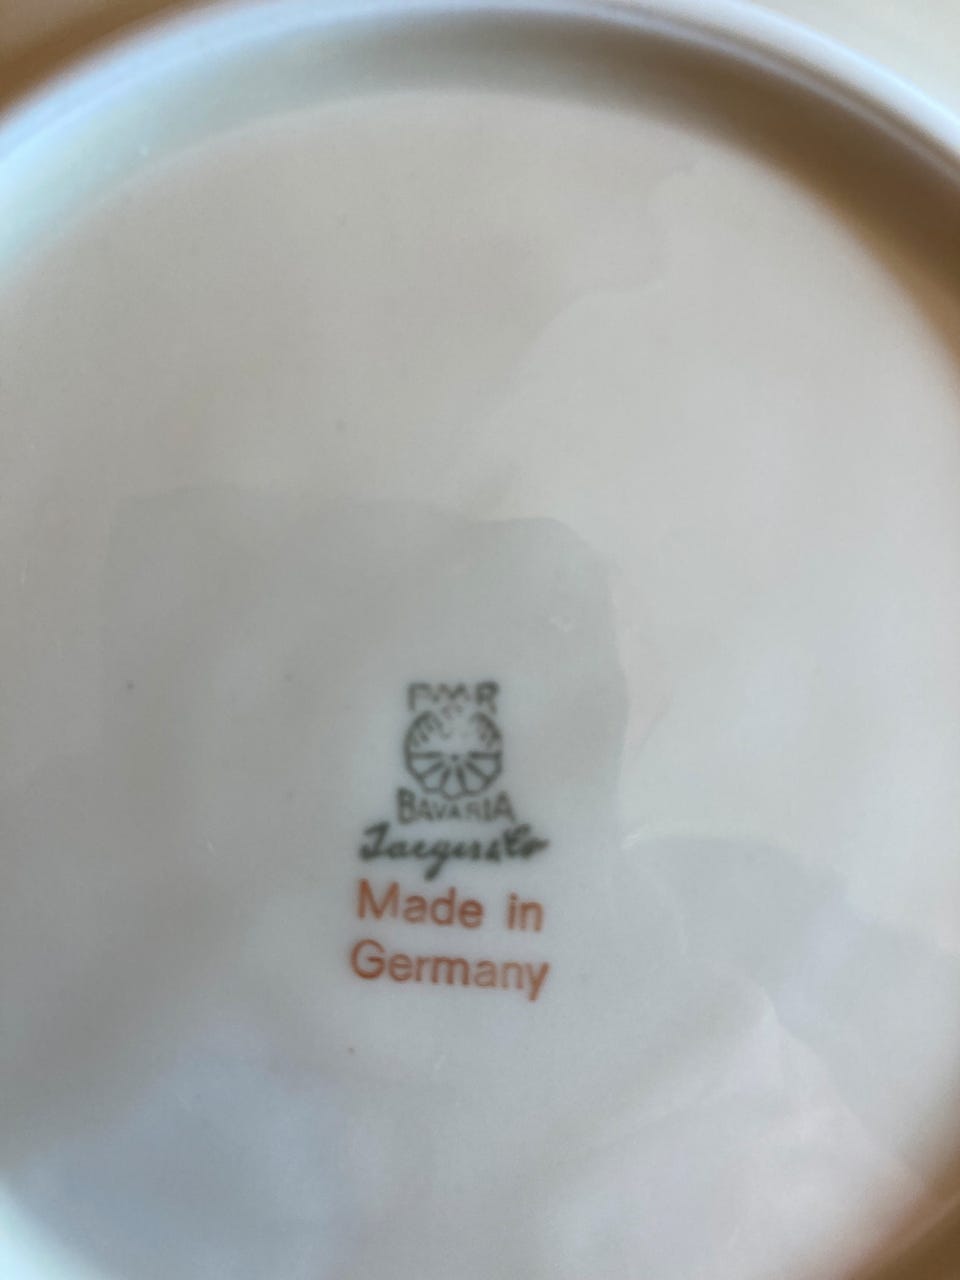 PMR
BAVARIA
Jaeger & Co
Made in
Germany